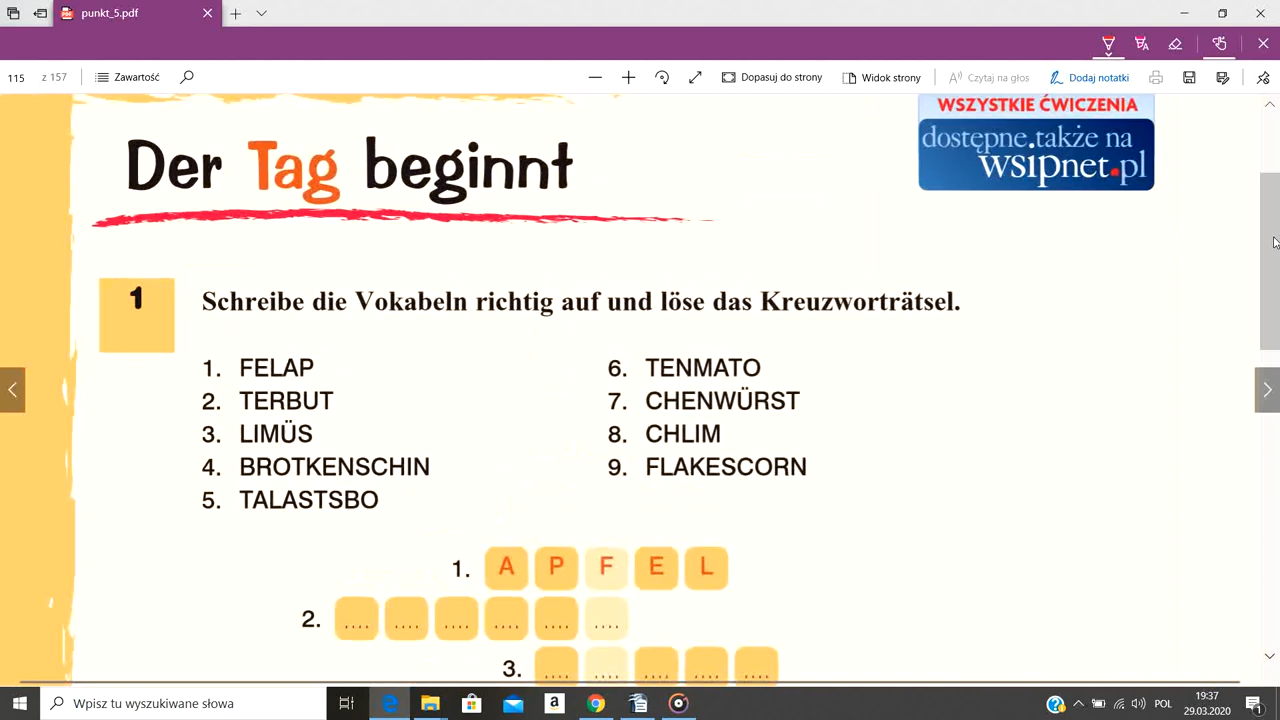 punkt_5.pdf
115 z 157 Zawartość Dopasuj do strony Widok strony Czytaj na głos Dodaj notatki
WSZYSTKIE ĆWICZENIA
dostępne.także na
wsipnet.pl
Der Tag beginnt
1 Schreibe die Vokabeln richtig auf und löse das Kreuzworträtsel.
1. FELAP
2. TERBUT
3. LIMÜS
4. BROTKENSCHIN
5. TALASTSBO
6. TENMATO
7. CHENWÜRST
8. CHLIM
9. FLAKESCORN
1. A P F E L
2. .... .... .... .... .... ....
3. .... .... .... .... ....
Wpisz tu wyszukiwane słowa
POL
19:37
29.03.2020